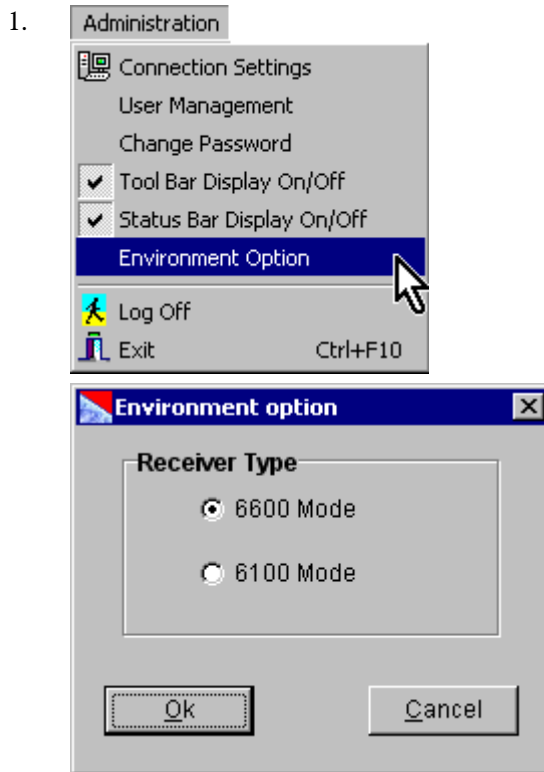 1.
Administration
Connection Settings
User Management
Change Password
Tool Bar Display On/Off
Status Bar Display On/Off
Environment Option
Log Off
Exit Ctrl+F10
Environment option
Receiver Type
6600 Mode
6100 Mode
Ok Cancel